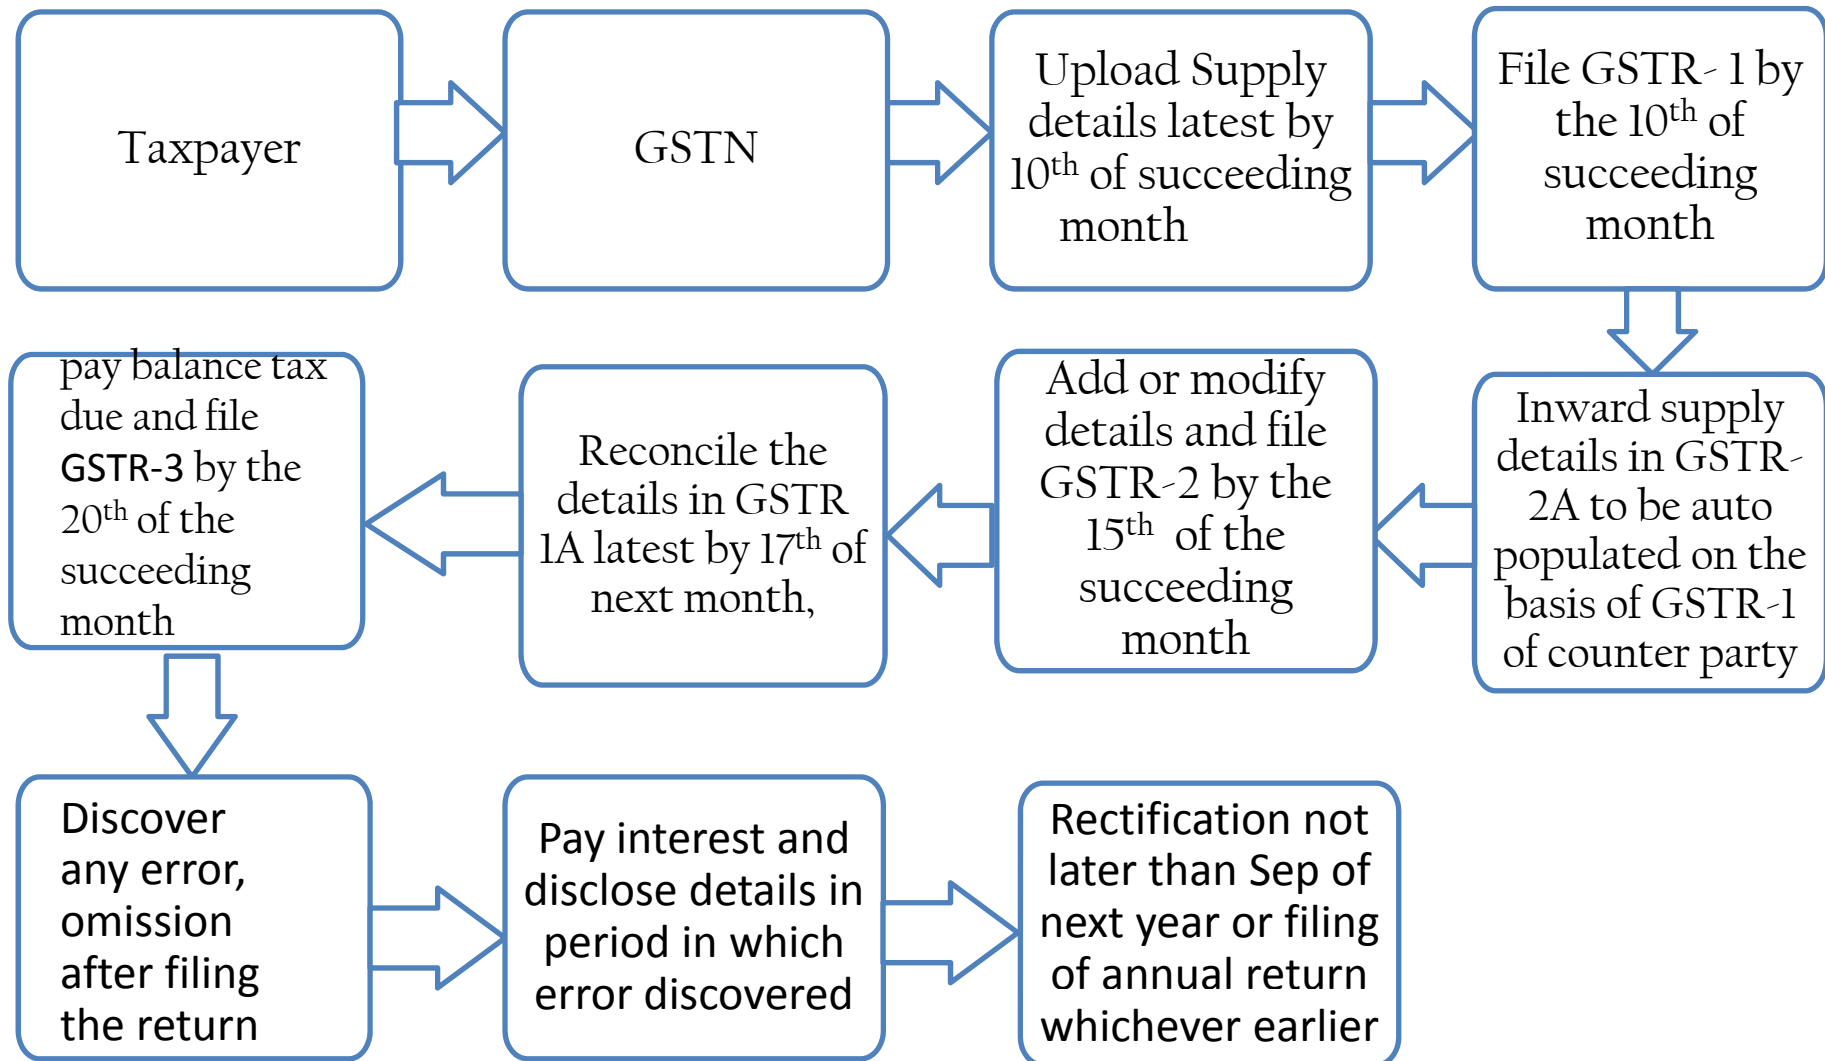 Taxpayer
GSTN
Upload Supply
details latest by
10th of succeeding
month
File GSTR- 1 by
the 10th of
succeeding
month
Inward supply
details in GSTR-
2A to be auto
populated on the
basis of GSTR-1
of counter party
Add or modify
details and file
GSTR-2 by the
15th of the
succeeding
month
Reconcile the
details in GSTR
1A latest by 17th of
next month,
pay balance tax
due and file
GSTR-3 by the
20th of the
succeeding
month
Discover
any error,
omission
after filing
the return
Pay interest and
disclose details in
period in which
error discovered
Rectification not
later than Sep of
next year or filing
of annual return
whichever earlier